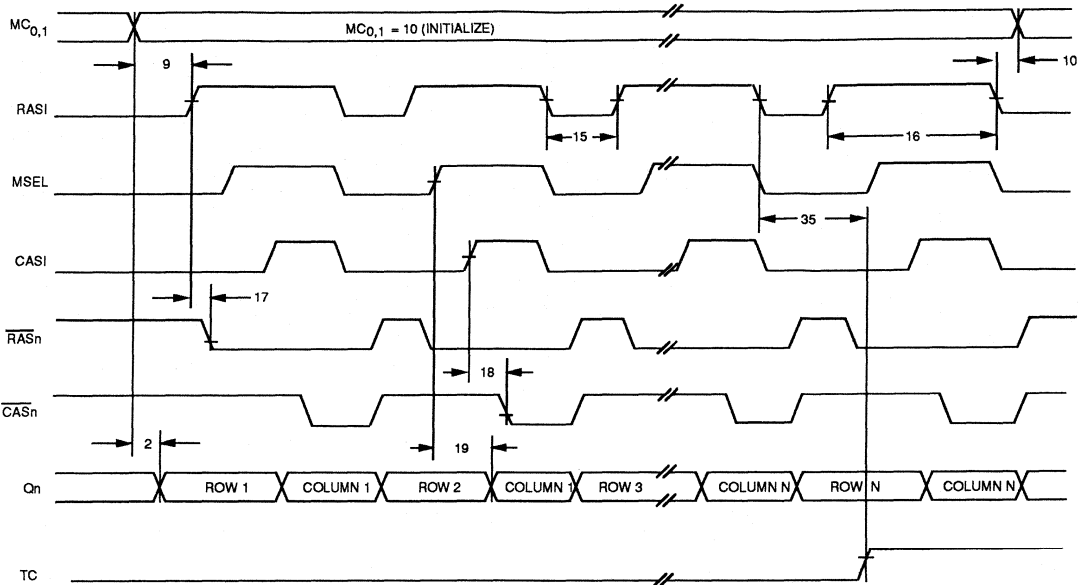 MC0,1
MC0,1 = 10 (INITIALIZE)
9
10
RASI
15
16
MSEL
35
CASI
17
RASn
18
CASn
2
19
Qn
ROW 1
COLUMN 1
ROW 2
COLUMN 1
ROW 3
COLUMN N
ROW N
COLUMN N
TC